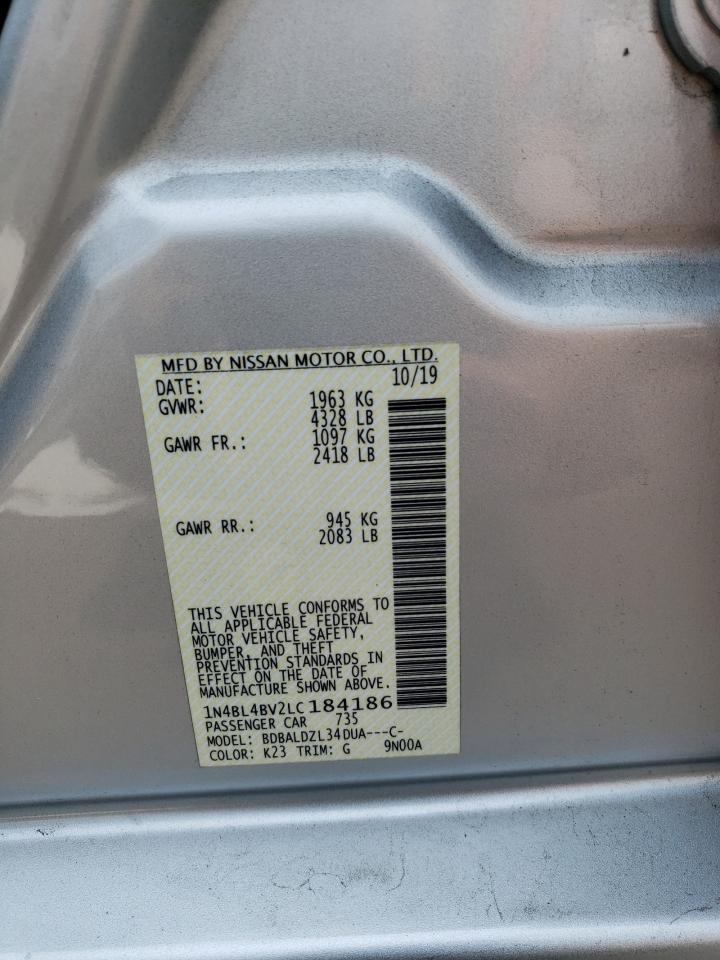 MFD BY NISSAN MOTOR CO., LTD.
DATE: 10/19
GVWR: 1963 KG
4328 LB
GAWR FR.: 1097 KG
2418 LB
GAWR RR.: 945 KG
2083 LB
THIS VEHICLE CONFORMS TO
ALL APPLICABLE FEDERAL
MOTOR VEHICLE SAFETY,
BUMPER, AND THEFT
PREVENTION STANDARDS IN
EFFECT ON THE DATE OF
MANUFACTURE SHOWN ABOVE.
1N4BL4BV2LC184186
PASSENGER CAR 735
MODEL: BDBALDZL34DUA---C-
COLOR: K23 TRIM: G 9N00A